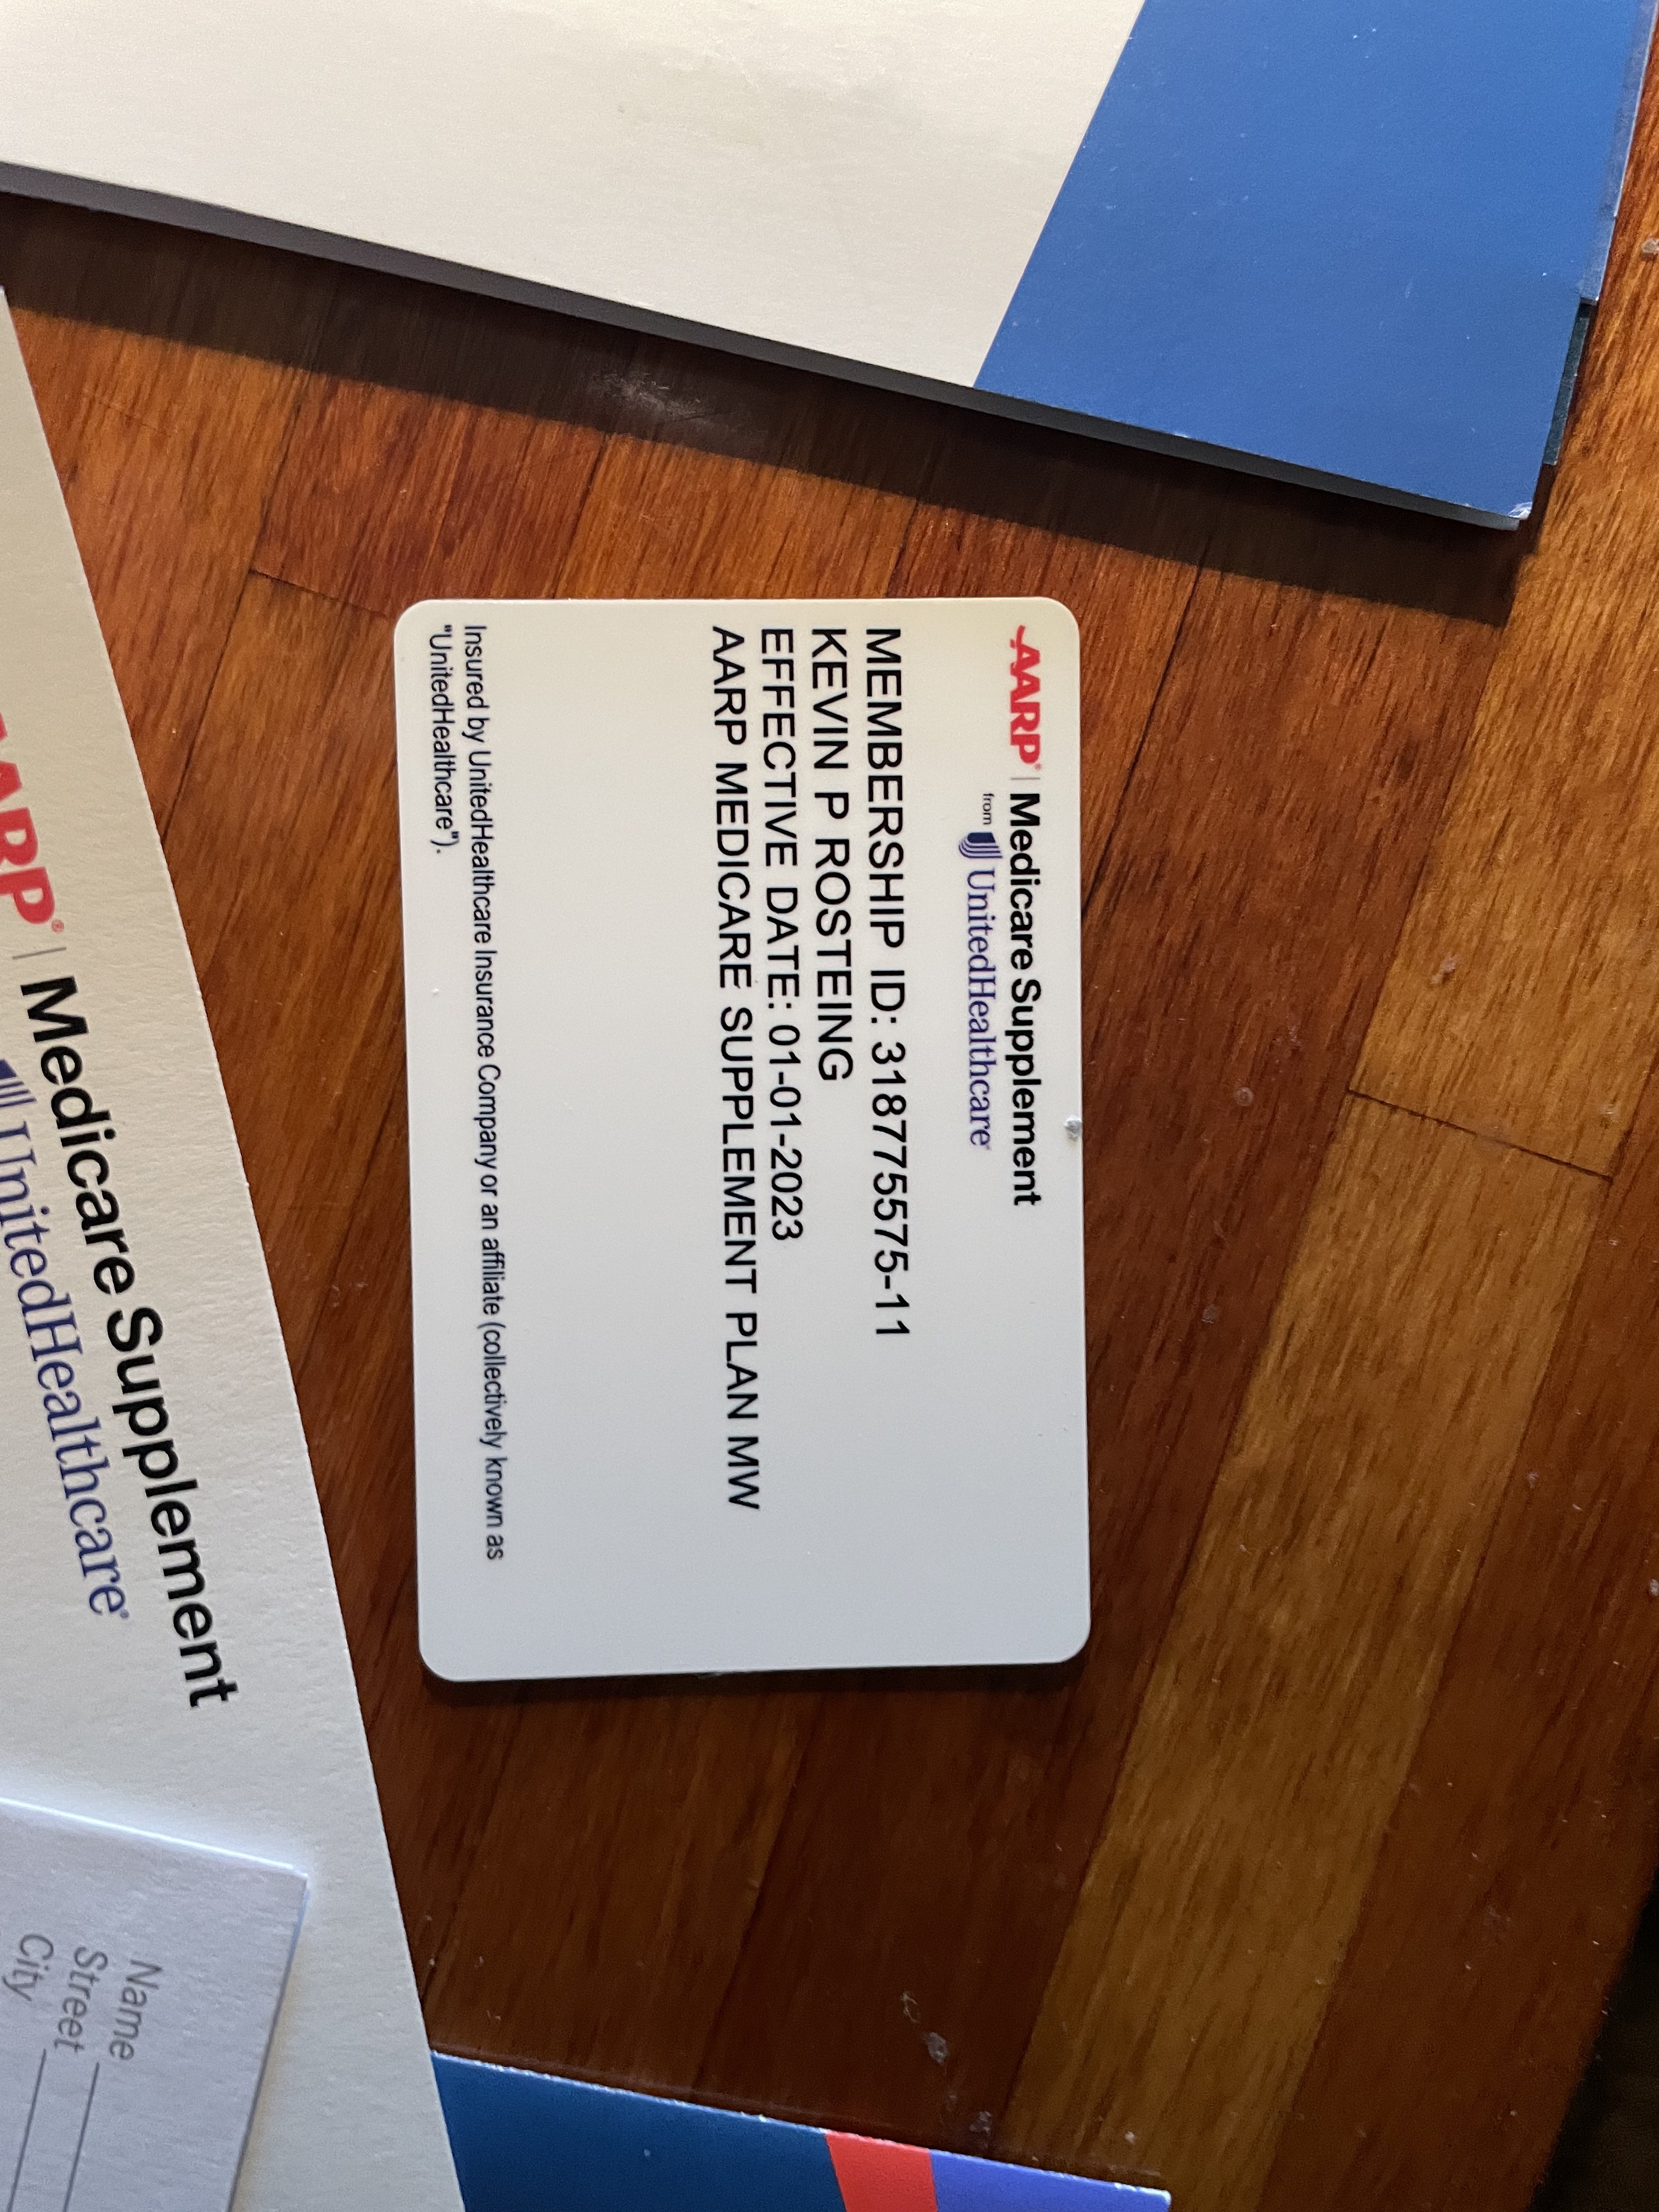 AARP® | Medicare Supplement
from UnitedHealthcare®
MEMBERSHIP ID: 318775575-11
KEVIN P ROSTEING
EFFECTIVE DATE: 01-01-2023
AARP MEDICARE SUPPLEMENT PLAN MW
Insured by UnitedHealthcare Insurance Company or an affiliate (collectively known as
"UnitedHealthcare").
AARP® | Medicare Supplement
UnitedHealthcare®
Name
Street
City